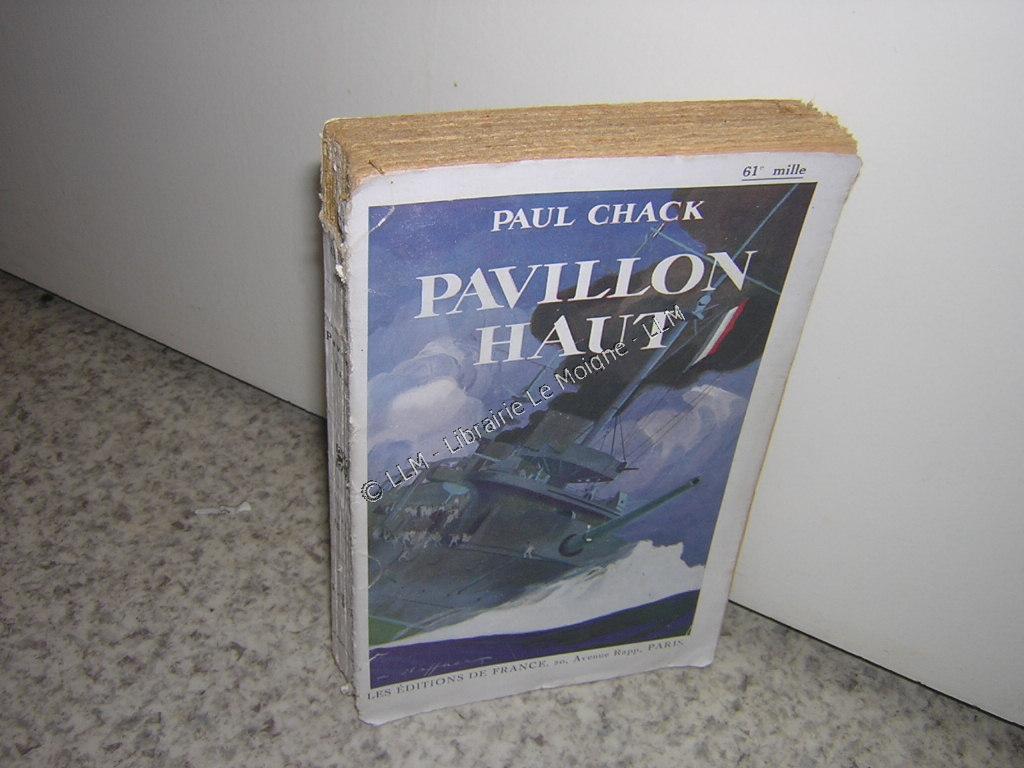 61e mille
PAUL CHACK
PAVILLON
HAUT
© LLM - Librairie Le Moigne - LLM
LES ÉDITIONS DE FRANCE, 20, Avenue Rapp, PARIS